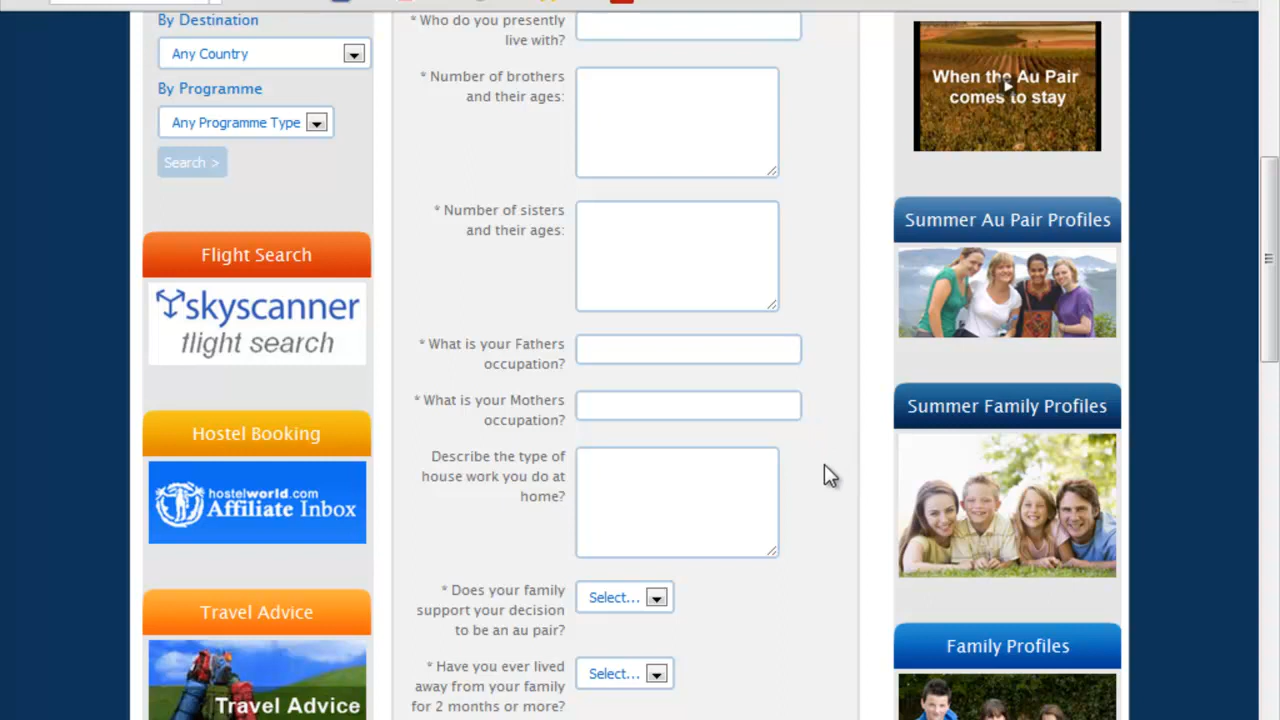 By Destination
Any Country
By Programme
Any Programme Type
Search >
Flight Search
skyscanner
flight search
Hostel Booking
hostelworld.com
Affiliate Inbox
Travel Advice
Travel Advice
* Who do you presently
live with?
* Number of brothers
and their ages:
* Number of sisters
and their ages:
* What is your Fathers
occupation?
* What is your Mothers
occupation?
Describe the type of
house work you do at
home?
* Does your family
support your decision
to be an au pair?
Select...
* Have you ever lived
away from your family
for 2 months or more?
Select...
When the Au Pair
comes to stay
Summer Au Pair Profiles
Summer Family Profiles
Family Profiles